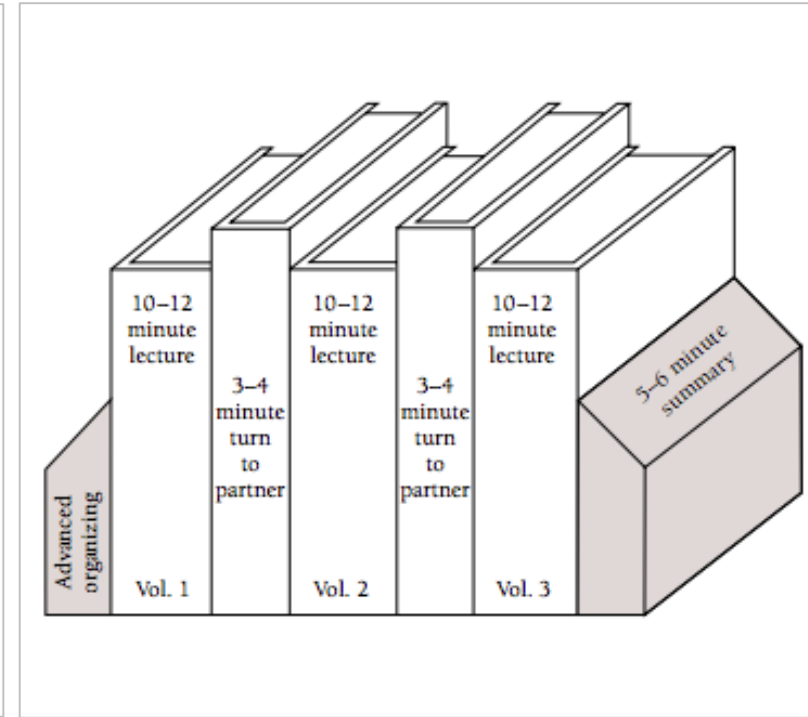 Advanced
organizing
10–12
minute
lecture
Vol. 1
3–4
minute
turn
to
partner
10–12
minute
lecture
Vol. 2
3–4
minute
turn
to
partner
10–12
minute
lecture
Vol. 3
5–6 minute
summary